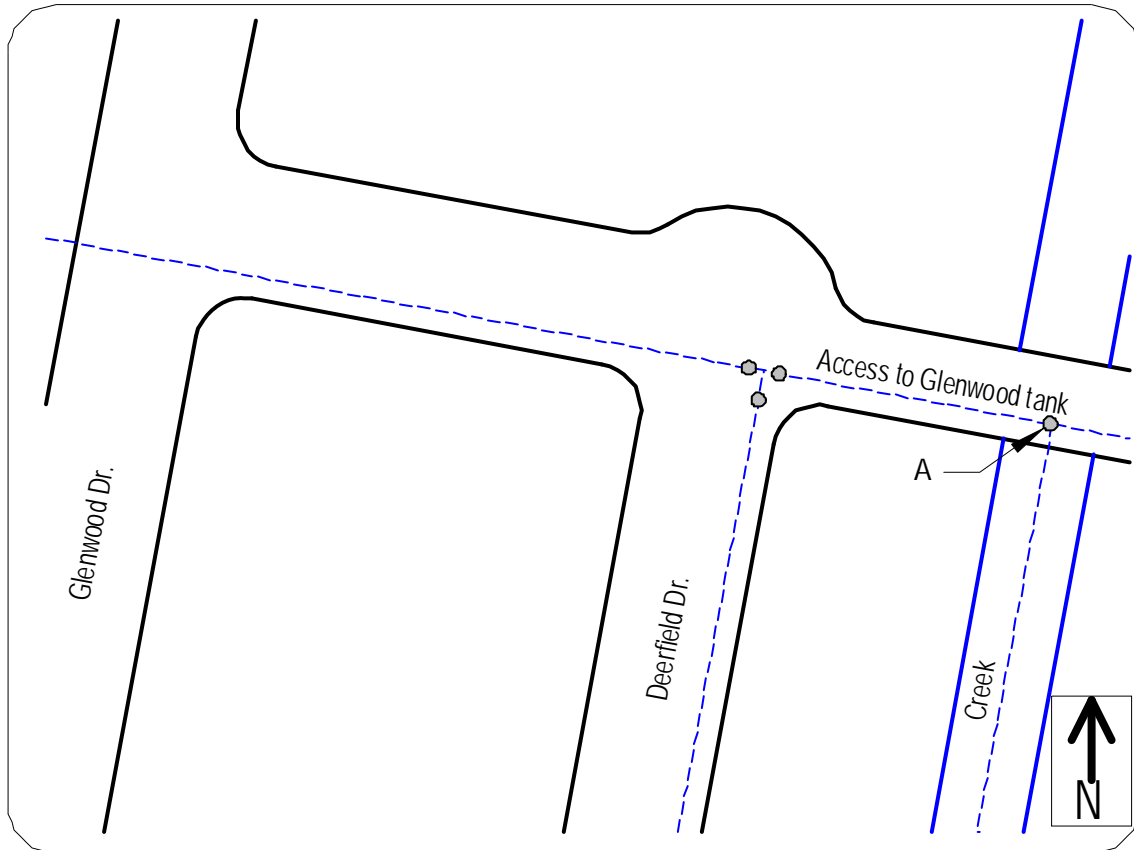 Access to Glenwood tank
A
Glenwood Dr.
Deerfield Dr.
Creek
N